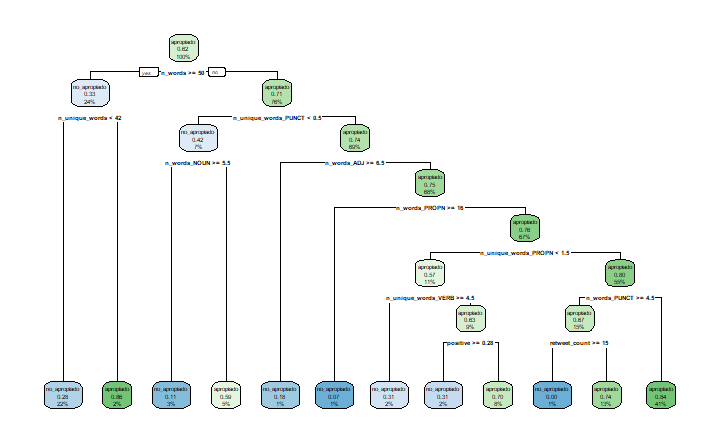 apropiado
0.62
100%
yes n_words >= 50 no
no_apropiado
0.33
24%
apropiado
0.71
76%
n_unique_words < 42
n_unique_words_PUNCT < 0.5
no_apropiado
0.42
7%
apropiado
0.74
69%
n_words_NOUN >= 5.5
n_words_ADJ >= 6.5
apropiado
0.75
68%
n_words_PROPN >= 16
apropiado
0.76
67%
n_unique_words_PROPN < 1.5
apropiado
0.57
11%
apropiado
0.80
55%
n_unique_words_VERB >= 4.5
n_words_PUNCT >= 4.5
apropiado
0.63
9%
apropiado
0.67
15%
positive >= 0.28
retweet_count >= 15
no_apropiado
0.28
22%
apropiado
0.86
2%
no_apropiado
0.11
3%
apropiado
0.59
5%
no_apropiado
0.18
1%
no_apropiado
0.07
1%
no_apropiado
0.31
2%
no_apropiado
0.31
2%
apropiado
0.70
8%
no_apropiado
0.00
1%
apropiado
0.74
13%
apropiado
0.84
41%